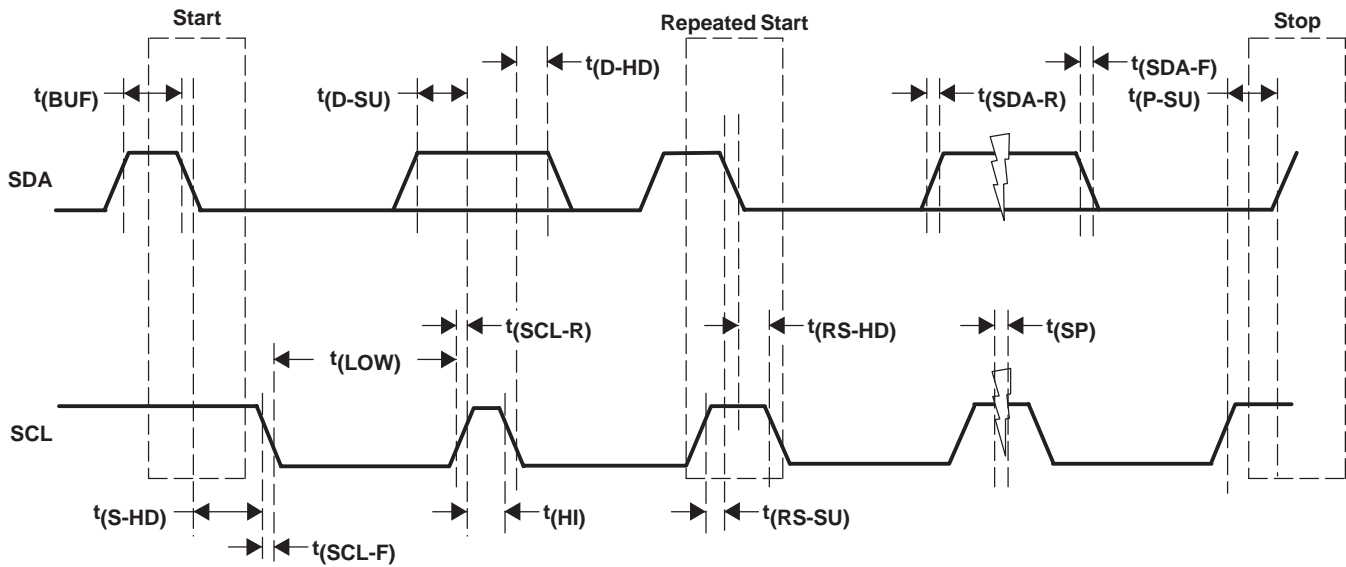 Start
Repeated Start
Stop
t(BUF)
t(D-SU)
t(D-HD)
t(SDA-R)
t(SDA-F)
t(P-SU)
SDA
t(LOW)
t(SCL-R)
t(RS-HD)
t(SP)
SCL
t(S-HD)
t(SCL-F)
t(HI)
t(RS-SU)